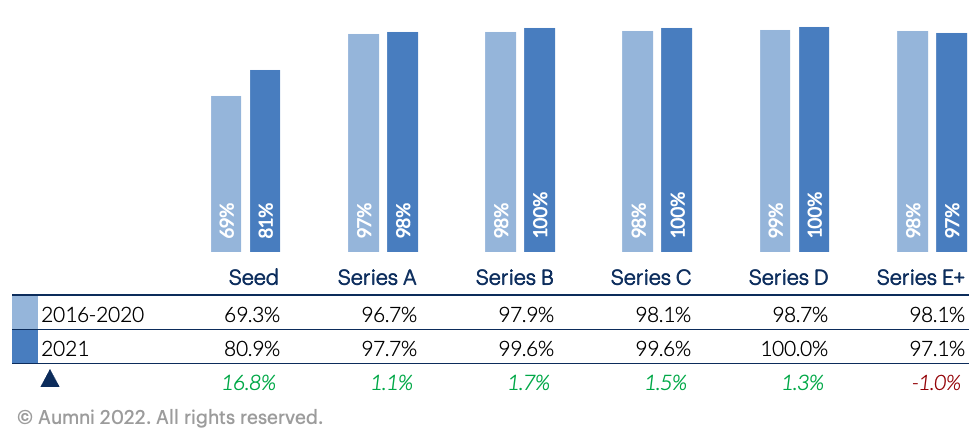 69% 81% 97% 98% 98% 100% 98% 100% 99% 100% 98% 97%
Seed Series A Series B Series C Series D Series E+
2016-2020 69.3% 96.7% 97.9% 98.1% 98.7% 98.1%
2021 80.9% 97.7% 99.6% 99.6% 100.0% 97.1%
▲ 16.8% 1.1% 1.7% 1.5% 1.3% -1.0%
© Aumni 2022. All rights reserved.